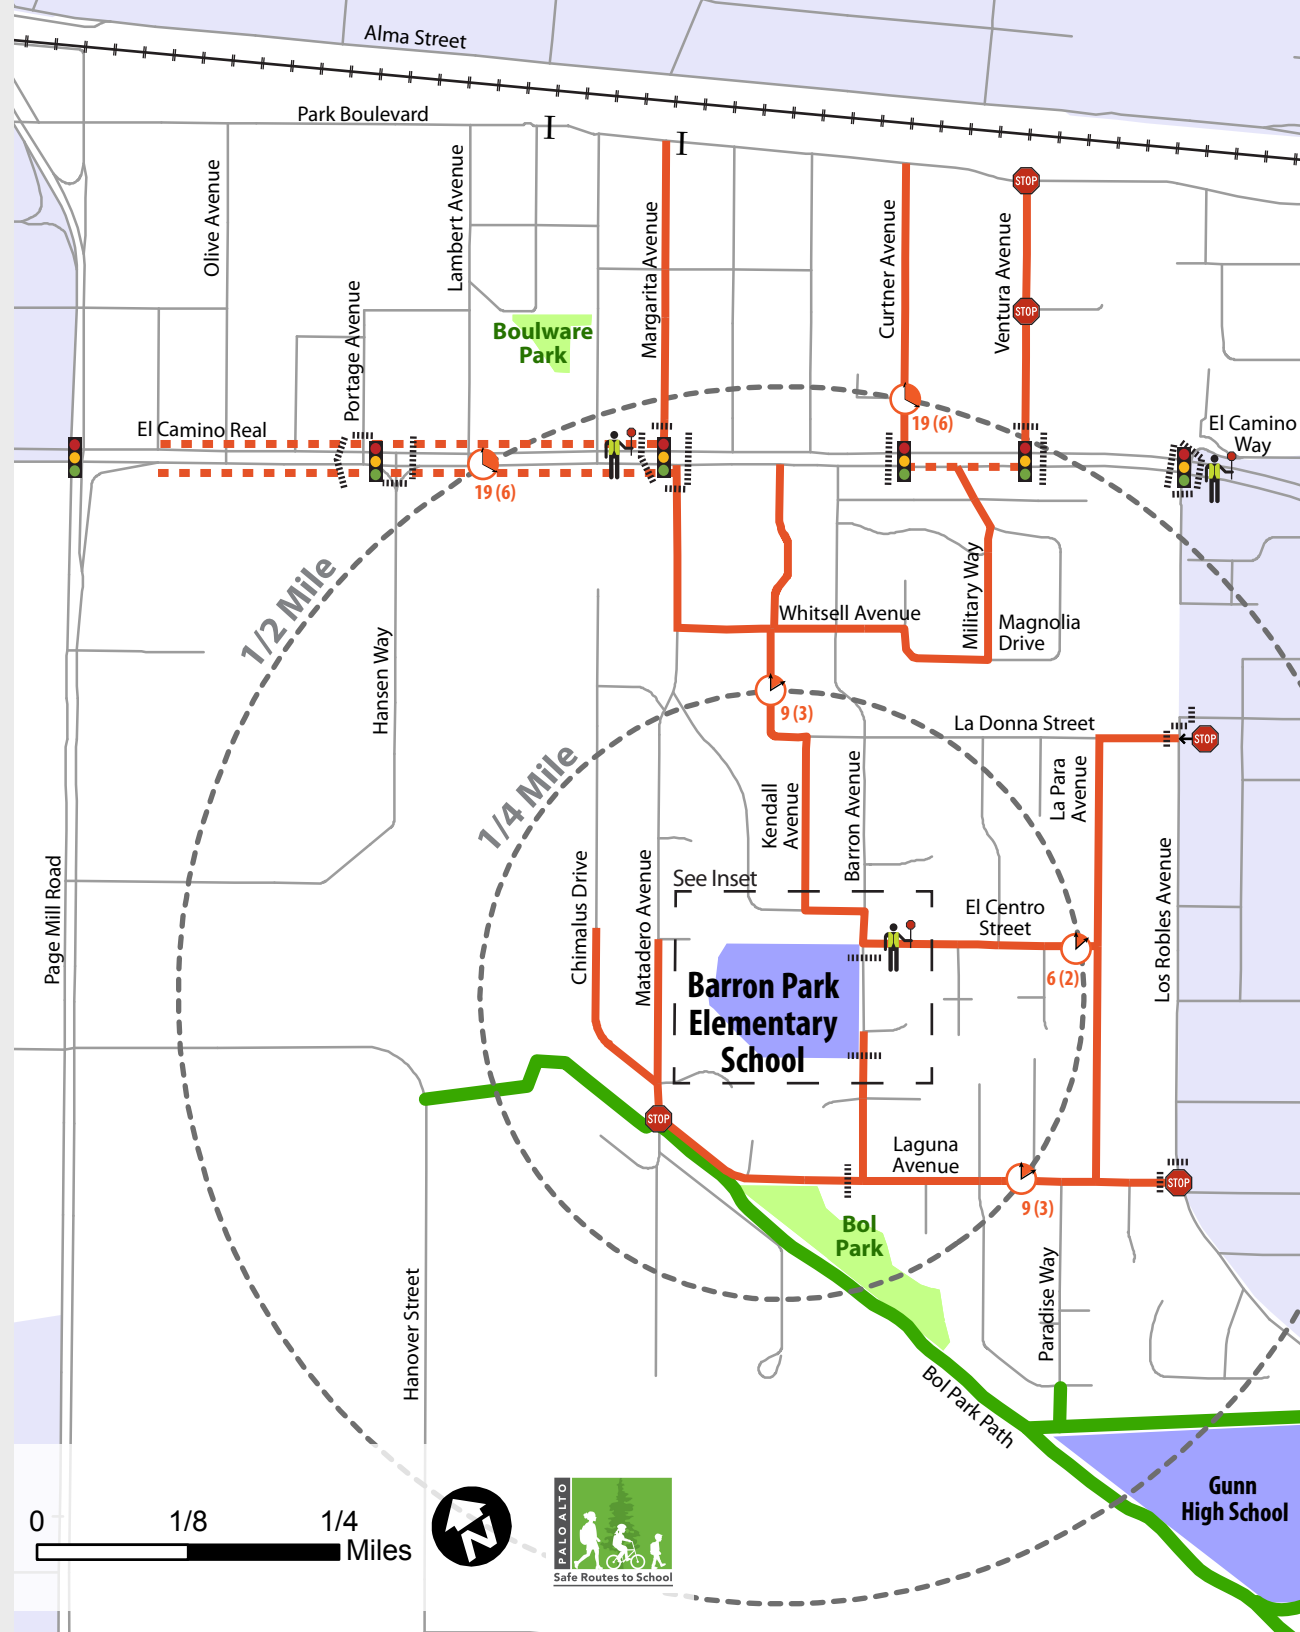 Alma Street
Park Boulevard
I
I
Olive Avenue
Lambert Avenue
Margarita Avenue
Curtner Avenue
Ventura Avenue
STOP
STOP
Portage Avenue
Boulware
Park
El Camino Real
19 (6)
19 (6)
El Camino
Way
1/2 Mile
Whitsell Avenue
Military Way
Magnolia
Drive
Hansen Way
9 (3)
La Donna Street
STOP
1/4 Mile
Kendall
Avenue
Barron Avenue
La Para
Avenue
Page Mill Road
Chimalus Drive
Matadero Avenue
See Inset
El Centro
Street
Los Robles Avenue
6 (2)
Barron Park
Elementary
School
STOP
Laguna
Avenue
STOP
9 (3)
Bol
Park
Hanover Street
Paradise Way
Bol Park Path
Gunn
High School
0
1/8
1/4
Miles
N
PALO ALTO
Safe Routes to School